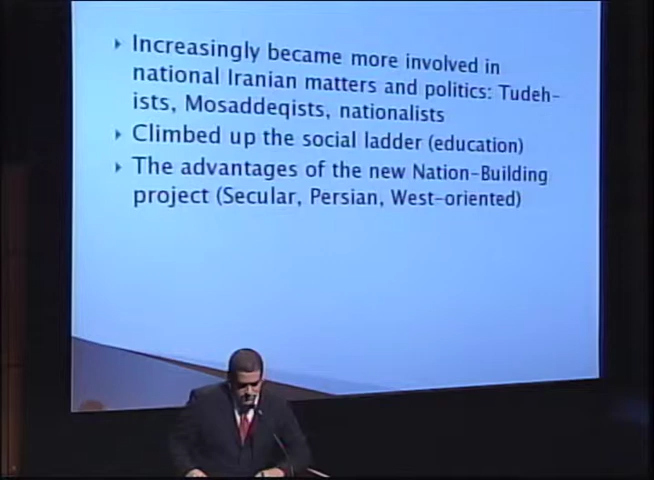 Increasingly became more involved in
national Iranian matters and politics: Tudeh-
ists, Mosaddeqists, nationalists
Climbed up the social ladder (education)
The advantages of the new Nation-Building
project (Secular, Persian, West-oriented)